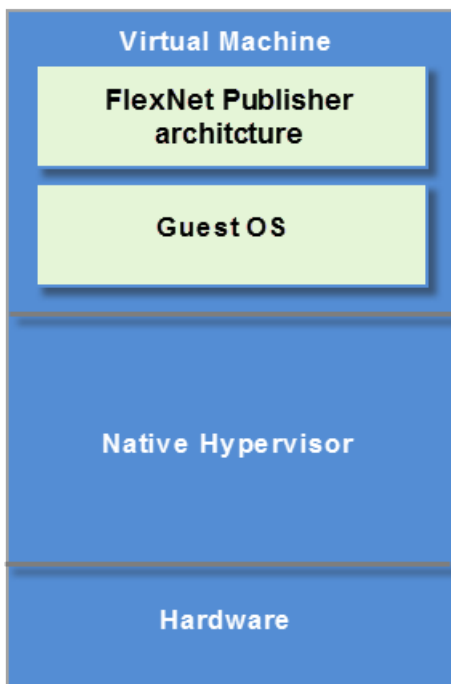 Virtual Machine
FlexNet Publisher
architcture
Guest OS
Native Hypervisor
Hardware